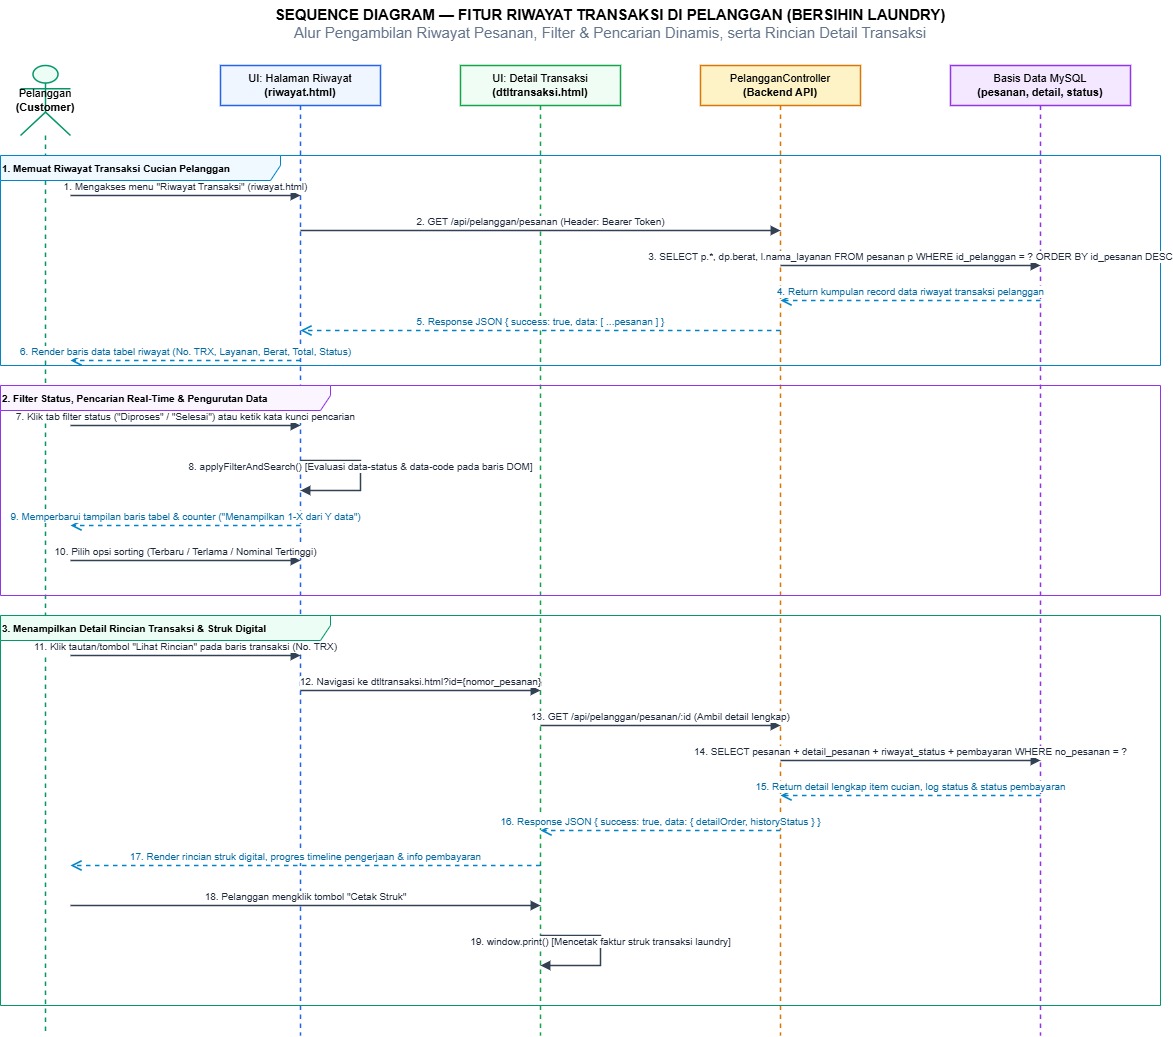 SEQUENCE DIAGRAM — FITUR RIWAYAT TRANSAKSI DI PELANGGAN (BERSIHIN LAUNDRY)
Alur Pengambilan Riwayat Pesanan, Filter & Pencarian Dinamis, serta Rincian Detail Transaksi
Pelanggan
(Customer)
UI: Halaman Riwayat
(riwayat.html)
UI: Detail Transaksi
(dtltransaksi.html)
PelangganController
(Backend API)
Basis Data MySQL
(pesanan, detail, status)
1. Memuat Riwayat Transaksi Cucian Pelanggan
1. Mengakses menu "Riwayat Transaksi" (riwayat.html)
2. GET /api/pelanggan/pesanan (Header: Bearer Token)
3. SELECT p.*, dp.berat, l.nama_layanan FROM pesanan p WHERE id_pelanggan = ? ORDER BY id_pesanan DESC
4. Return kumpulan record data riwayat transaksi pelanggan
5. Response JSON { success: true, data: [ ...pesanan ] }
6. Render baris data tabel riwayat (No. TRX, Layanan, Berat, Total, Status)
2. Filter Status, Pencarian Real-Time & Pengurutan Data
7. Klik tab filter status ("Diproses" / "Selesai") atau ketik kata kunci pencarian
8. applyFilterAndSearch() [Evaluasi data-status & data-code pada baris DOM]
9. Memperbarui tampilan baris tabel & counter ("Menampilkan 1-X dari Y data")
10. Pilih opsi sorting (Terbaru / Terlama / Nominal Tertinggi)
3. Menampilkan Detail Rincian Transaksi & Struk Digital
11. Klik tautan/tombol "Lihat Rincian" pada baris transaksi (No. TRX)
12. Navigasi ke dtltransaksi.html?id={nomor_pesanan}
13. GET /api/pelanggan/pesanan/:id (Ambil detail lengkap)
14. SELECT pesanan + detail_pesanan + riwayat_status + pembayaran WHERE no_pesanan = ?
15. Return detail lengkap item cucian, log status & status pembayaran
16. Response JSON { success: true, data: { detailOrder, historyStatus } }
17. Render rincian struk digital, progres timeline pengerjaan & info pembayaran
18. Pelanggan mengklik tombol "Cetak Struk"
19. window.print() [Mencetak faktur struk transaksi laundry]